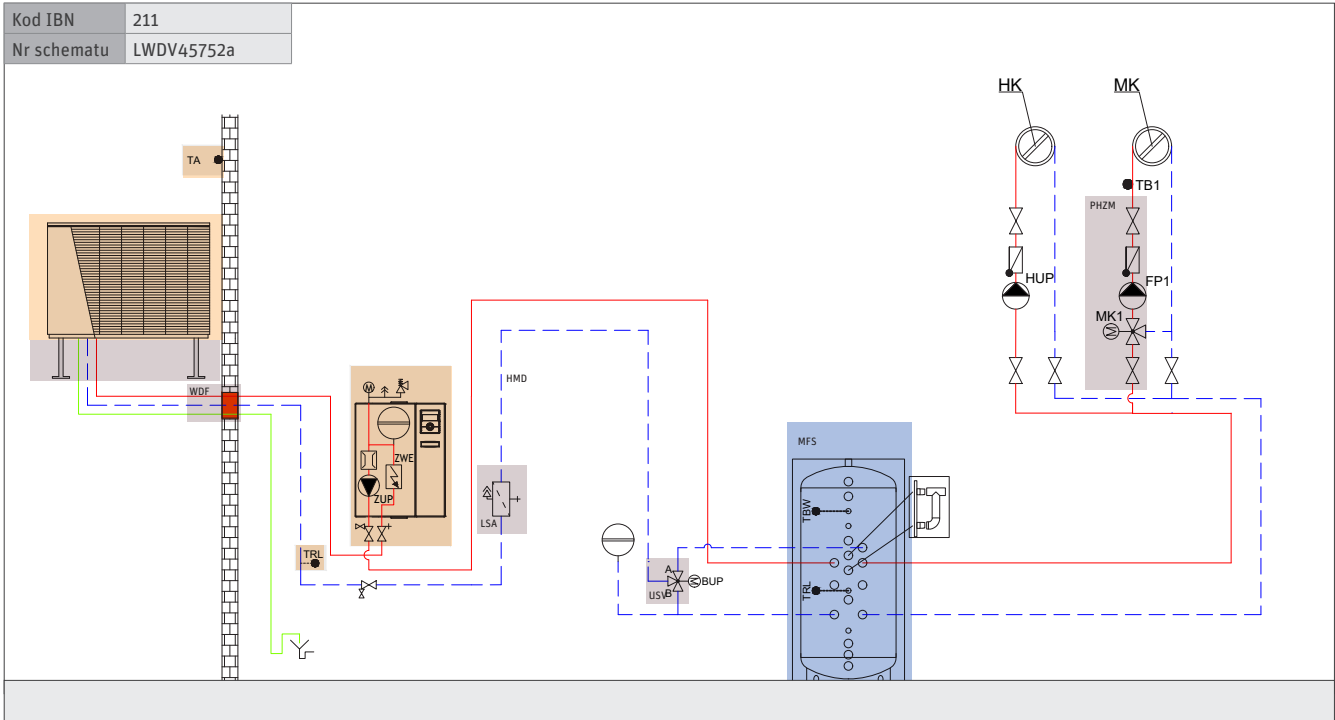 Kod IBN 211
Nr schematu LWDV45752a
HK MK
TA
TB1
PHZM
HUP FP1
MK1
HMD
WDF
MFS
ZWE
ZUP
TBW
LSA
TRL
A
BUP
TRL
B
USV